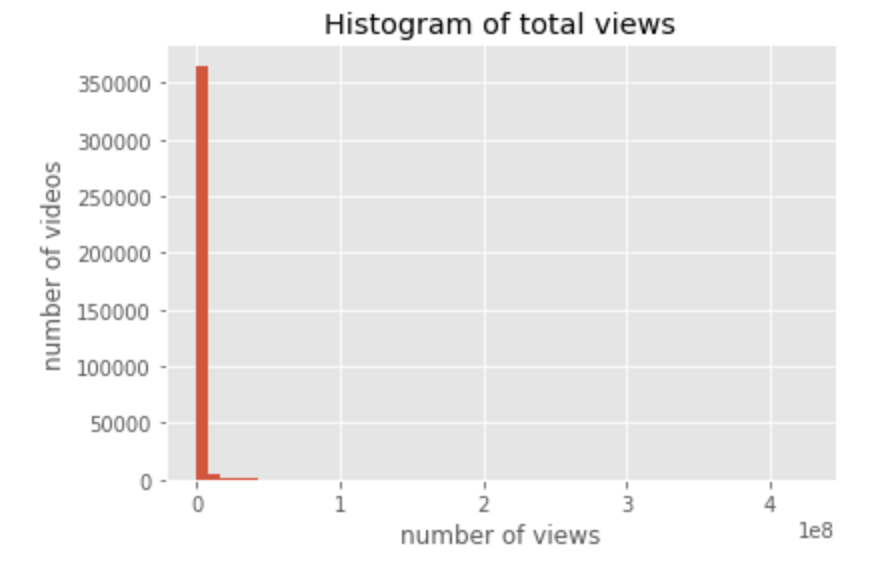 Histogram of total views
350000
300000
250000
200000
150000
100000
50000
0
number of videos
0 1 2 3 4
1e8
number of views